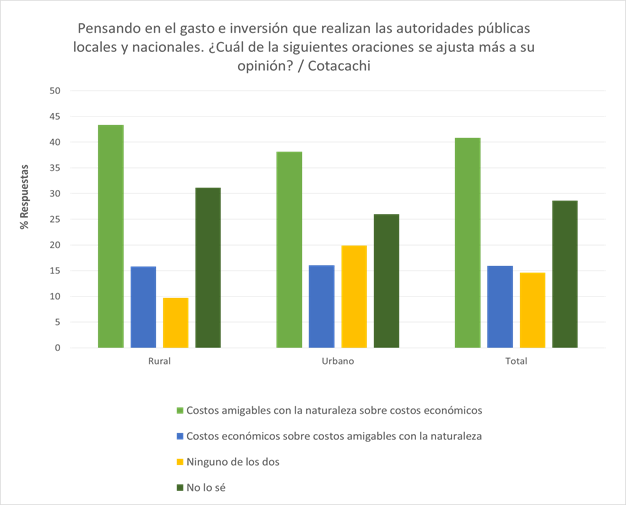 Pensando en el gasto e inversión que realizan las autoridades públicas
locales y nacionales. ¿Cuál de la siguientes oraciones se ajusta más a su
opinión? / Cotacachi
50
45
40
35
30
25
20
15
10
5
0
% Respuestas
Rural
Urbano
Total
Costos amigables con la naturaleza sobre costos económicos
Costos económicos sobre costos amigables con la naturaleza
Ninguno de los dos
No lo sé